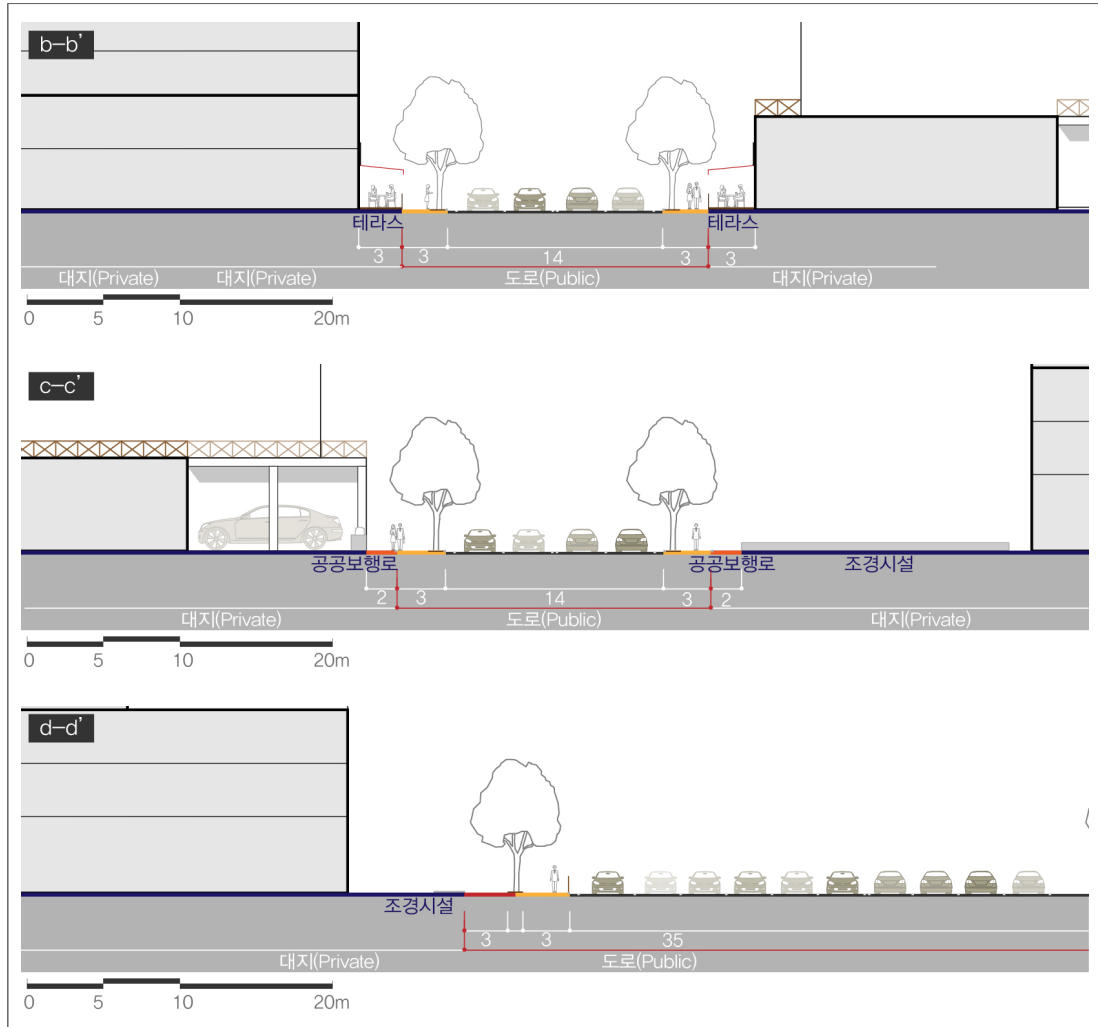 b–b’
테라스 테라스
3 3 14 3 3
대지(Private) 대지(Private) 도로(Public) 대지(Private)
0 5 10 20m
c–c’
공공보행로 공공보행로 조경시설
2 3 14 3 2
대지(Private) 도로(Public) 대지(Private)
0 5 10 20m
d–d’
조경시설
3 3 35
대지(Private) 도로(Public)
0 5 10 20m